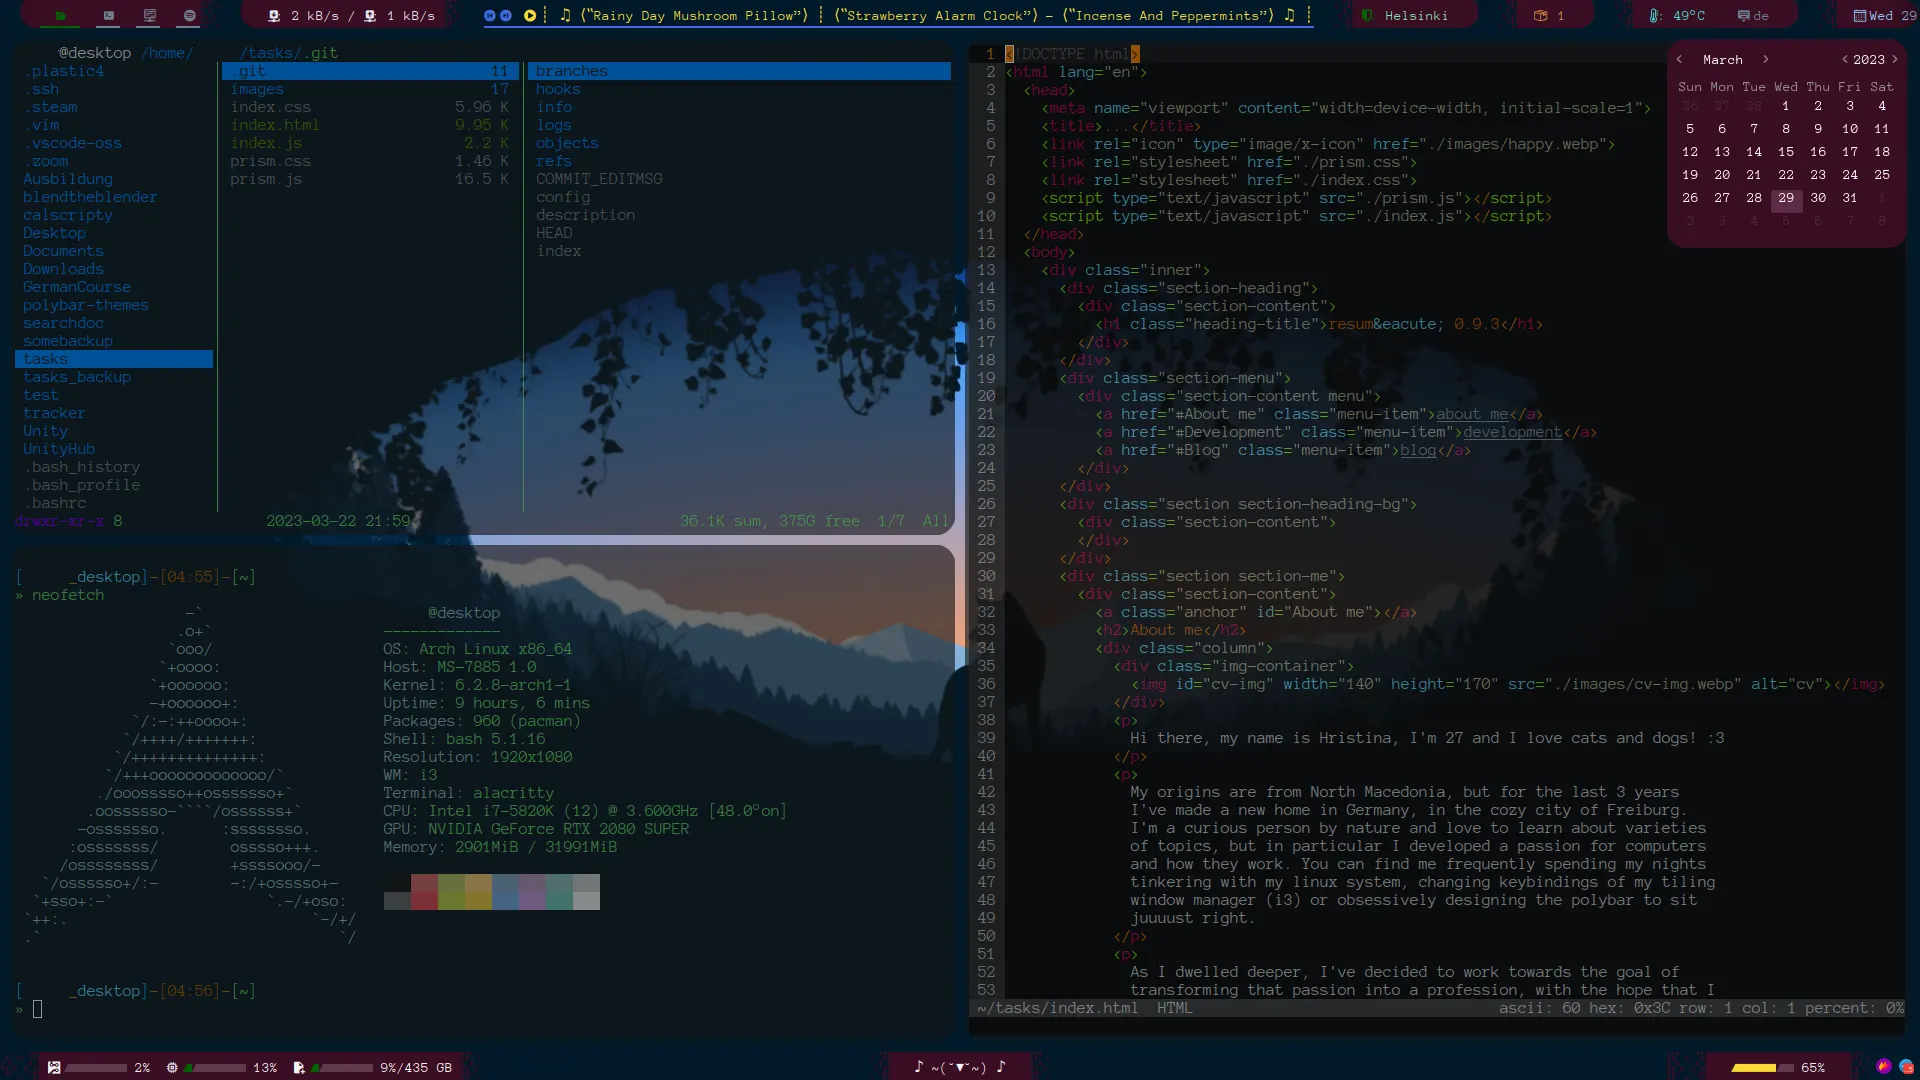 2 kB/s / 1 kB/s
♫ ("Rainy Day Mushroom Pillow") | ("Strawberry Alarm Clock") - ("Incense And Peppermints") ♫
Helsinki
1
: 49°C
de
Wed 29
@desktop /home/ /tasks/.git
.plastic4
.ssh
.steam
.vim
.vscode-oss
.zoom
Ausbildung
blendtheblender
calscripty
Desktop
Documents
Downloads
GermanCourse
polybar-themes
searchdoc
somebackup
tasks
tasks_backup
test
tracker
Unity
UnityHub
.bash_history
.bash_profile
.bashrc
.git 11
images 17
index.css 5.96 K
index.html 9.95 K
index.js 2.2 K
prism.css 1.46 K
prism.js 16.5 K
branches
hooks
info
logs
objects
refs
COMMIT_EDITMSG
config
description
HEAD
index
drwxr-xr-x 8 2023-03-22 21:59 36.1K sum, 375G free 1/7 All
[ _desktop]-[04:55]-[~]
» neofetch
-`
.o+`
`ooo/
`+oooo:
`+oooooo:
-+oooooo+:
`/:-:++oooo+:
`/++++/+++++++:
`/++++++++++++++:
`/+++ooooooooooooo/`
./ooosssso++osssssso+`
.oossssso-````/ossssss+`
-osssssso. :ssssssso.
:osssssss/ osssso+++.
/ossssssss/ +ssssooo/-
`/ossssso+/:- -:/+osssso+-
`+sso+:-` `.-/+oso:
`++:. `-/+/
.` `/
@desktop
-------------
OS: Arch Linux x86_64
Host: MS-7885 1.0
Kernel: 6.2.8-arch1-1
Uptime: 9 hours, 6 mins
Packages: 960 (pacman)
Shell: bash 5.1.16
Resolution: 1920x1080
WM: i3
Terminal: alacritty
CPU: Intel i7-5820K (12) @ 3.600GHz [48.0°on]
GPU: NVIDIA GeForce RTX 2080 SUPER
Memory: 2901MiB / 31991MiB
[ _desktop]-[04:56]-[~]
»
1 <!DOCTYPE html>
2 <html lang="en">
3 <head>
4 <meta name="viewport" content="width=device-width, initial-scale=1">
5 <title>...</title>
6 <link rel="icon" type="image/x-icon" href="./images/happy.webp">
7 <link rel="stylesheet" href="./prism.css">
8 <link rel="stylesheet" href="./index.css">
9 <script type="text/javascript" src="./prism.js"></script>
10 <script type="text/javascript" src="./index.js"></script>
11 </head>
12 <body>
13 <div class="inner">
14 <div class="section-heading">
15 <div class="section-content">
16 <h1 class="heading-title">resum&eacute; 0.9.3</h1>
17 </div>
18 </div>
19 <div class="section-menu">
20 <div class="section-content menu">
21 <a href="#About me" class="menu-item">about me</a>
22 <a href="#Development" class="menu-item">development</a>
23 <a href="#Blog" class="menu-item">blog</a>
24 </div>
25 </div>
26 <div class="section section-heading-bg">
27 <div class="section-content">
28 </div>
29 </div>
30 <div class="section section-me">
31 <div class="section-content">
32 <a class="anchor" id="About me"></a>
33 <h2>About me</h2>
34 <div class="column">
35 <div class="img-container">
36 <img id="cv-img" width="140" height="170" src="./images/cv-img.webp" alt="cv"></img>
37 </div>
38 <p>
39 Hi there, my name is Hristina, I'm 27 and I love cats and dogs! :3
40 </p>
41 <p>
42 My origins are from North Macedonia, but for the last 3 years
43 I've made a new home in Germany, in the cozy city of Freiburg.
44 I'm a curious person by nature and love to learn about varieties
45 of topics, but in particular I developed a passion for computers
46 and how they work. You can find me frequently spending my nights
47 tinkering with my linux system, changing keybindings of my tiling
48 window manager (i3) or obsessively designing the polybar to sit
49 juuuust right.
50 </p>
51 <p>
52 As I dwelled deeper, I've decided to work towards the goal of
53 transforming that passion into a profession, with the hope that I
~/tasks/index.html HTML ascii: 60 hex: 0x3C row: 1 col: 1 percent: 0%
< March > < 2023 >
Sun Mon Tue Wed Thu Fri Sat
26 27 28 1 2 3 4
5 6 7 8 9 10 11
12 13 14 15 16 17 18
19 20 21 22 23 24 25
26 27 28 29 30 31 1
2 3 4 5 6 7 8
2% 13% 9%/435 GB
♪ ~(˘▼˘~) ♪
65%